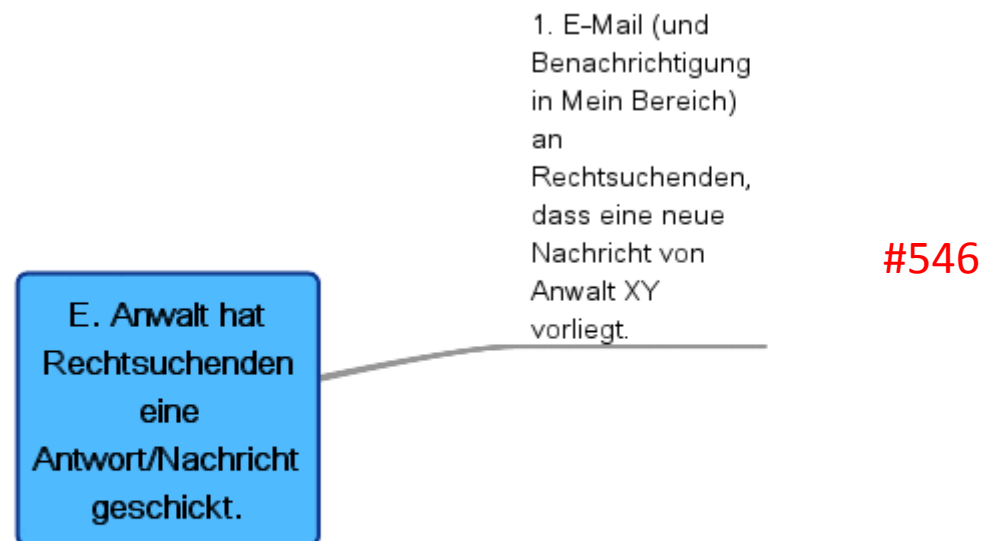 1. E-Mail (und
Benachrichtigung
in Mein Bereich)
an
Rechtsuchenden,
dass eine neue
Nachricht von
Anwalt XY
vorliegt.
#546
E. Anwalt hat
Rechtsuchenden
eine
Antwort/Nachricht
geschickt.